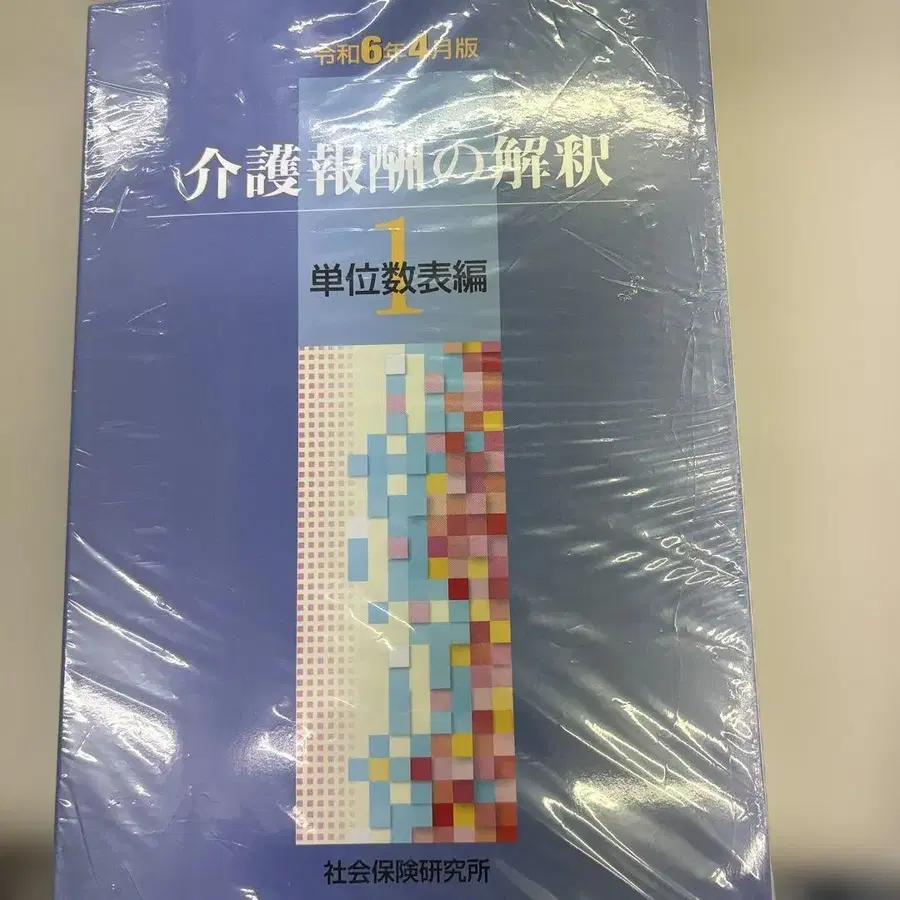 令和6年4月版
介護報酬の解釈
1
単位数表編
社会保険研究所